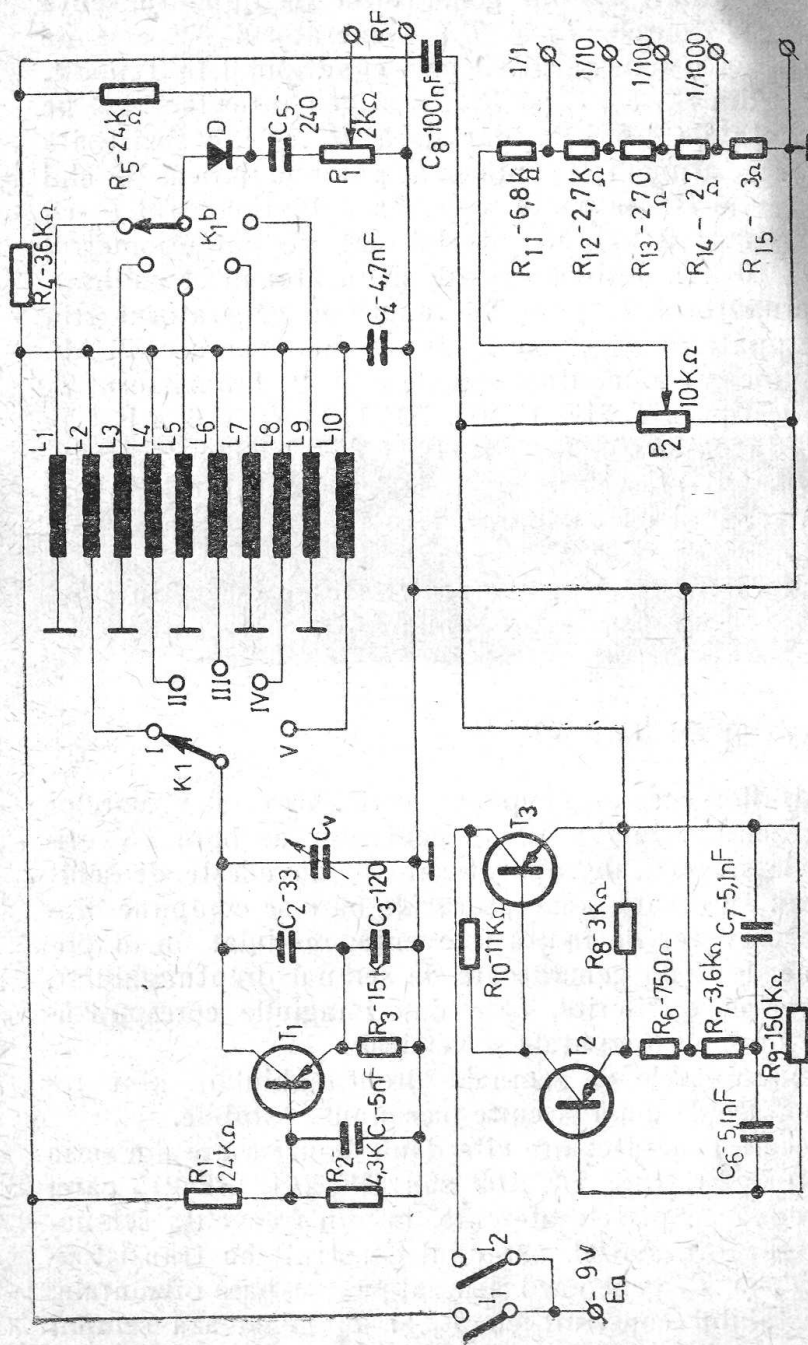 R4-36KΩ
R5-24KΩ
D
C5
240
P1
2KΩ
RF
K1b
C4-4,7nF
C8-100nF
L1
L2
L3
L4
L5
L6
L7
L8
L9
L10
I
II
III
IV
V
K1
Cv
C2-33
C3-120
R3-15K
T1
R1
24KΩ
R2
4,3K
C1-5nF
1/1
1/10
1/100
1/1000
R11-6,8KΩ
R12-2,7KΩ
R13-270Ω
R14-27Ω
R15-3Ω
P2
10KΩ
T3
R10-11KΩ
R8-3KΩ
T2
R6-750Ω
R7-3,6KΩ
C7-5,1nF
C6-5,1nF
R9-150KΩ
I1
I2
-9V
Ea